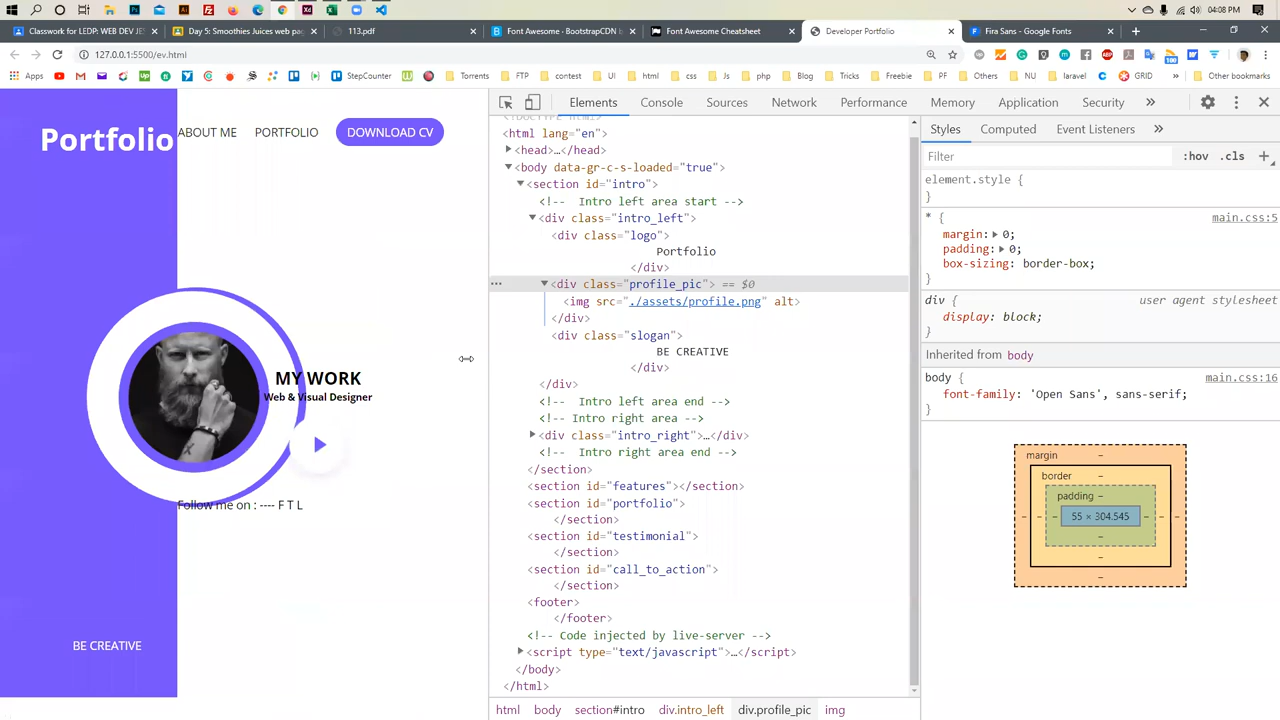 04:08 PM
Classwork for LEDP: WEB DEV JE
Day 5: Smoothies Juices web pag
113.pdf
Font Awesome · BootstrapCDN
Font Awesome Cheatsheet
Developer Portfolio
Fira Sans - Google Fonts
127.0.0.1:5500/ev.html
Apps
StepCounter
Torrents
FTP
contest
UI
html
css
Js
php
Blog
Tricks
Freebie
PF
Others
NU
laravel
GRID
»
Other bookmarks
Portfolio
ABOUT ME
PORTFOLIO
DOWNLOAD CV
MY WORK
Web & Visual Designer
Follow me on : ---- F T L
BE CREATIVE
Elements
Console
Sources
Network
Performance
Memory
Application
Security
»
<!doctype html>
<html lang="en">
<head>…</head>
<body data-gr-c-s-loaded="true">
<section id="intro">
<!--  Intro left area start -->
<div class="intro_left">
<div class="logo">
Portfolio
</div>
<div class="profile_pic"> == $0
<img src="./assets/profile.png" alt>
</div>
<div class="slogan">
BE CREATIVE
</div>
</div>
<!-- Intro left area end -->
<!-- Intro right area -->
<div class="intro_right">…</div>
<!-- Intro right area end -->
</section>
<section id="features"></section>
<section id="portfolio">
</section>
<section id="testimonial">
</section>
<section id="call_to_action">
</section>
<footer>
</footer>
<!-- Code injected by live-server -->
<script type="text/javascript">…</script>
</body>
</html>
html
body
section#intro
div.intro_left
div.profile_pic
img
Styles
Computed
Event Listeners
»
Filter
:hov
.cls
+
element.style {
}
* {
main.css:5
margin: 0;
padding: 0;
box-sizing: border-box;
}
div {
user agent stylesheet
display: block;
}
Inherited from body
body {
main.css:16
font-family: 'Open Sans', sans-serif;
}
margin –
border –
padding –
55 × 304.545